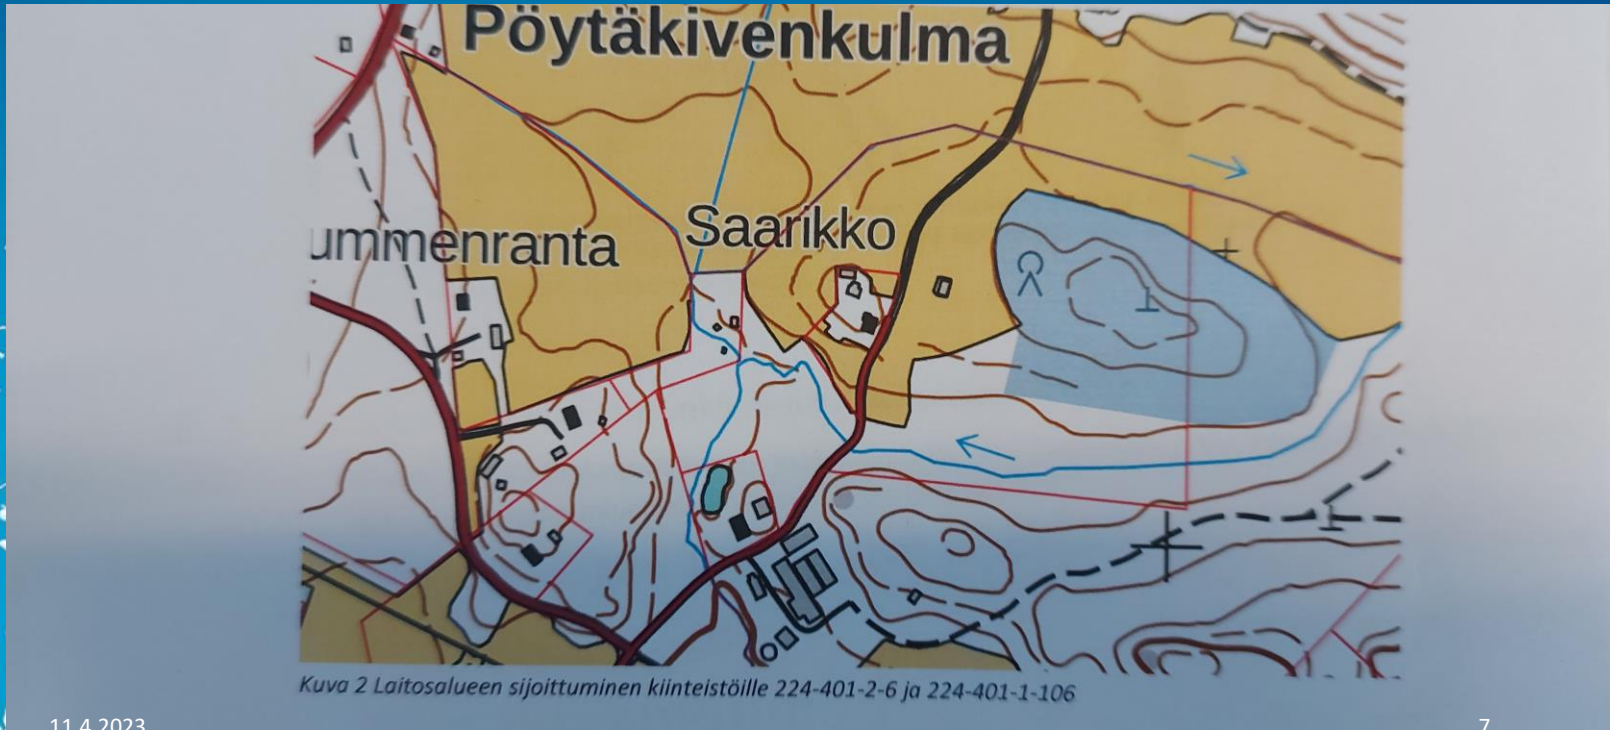 Pöytäkivenkulma
Saarikko
ummenranta
Kuva 2 Laitosalueen sijoittuminen kiinteistöille 224-401-2-6 ja 224-401-1-106
11.4.2023
7